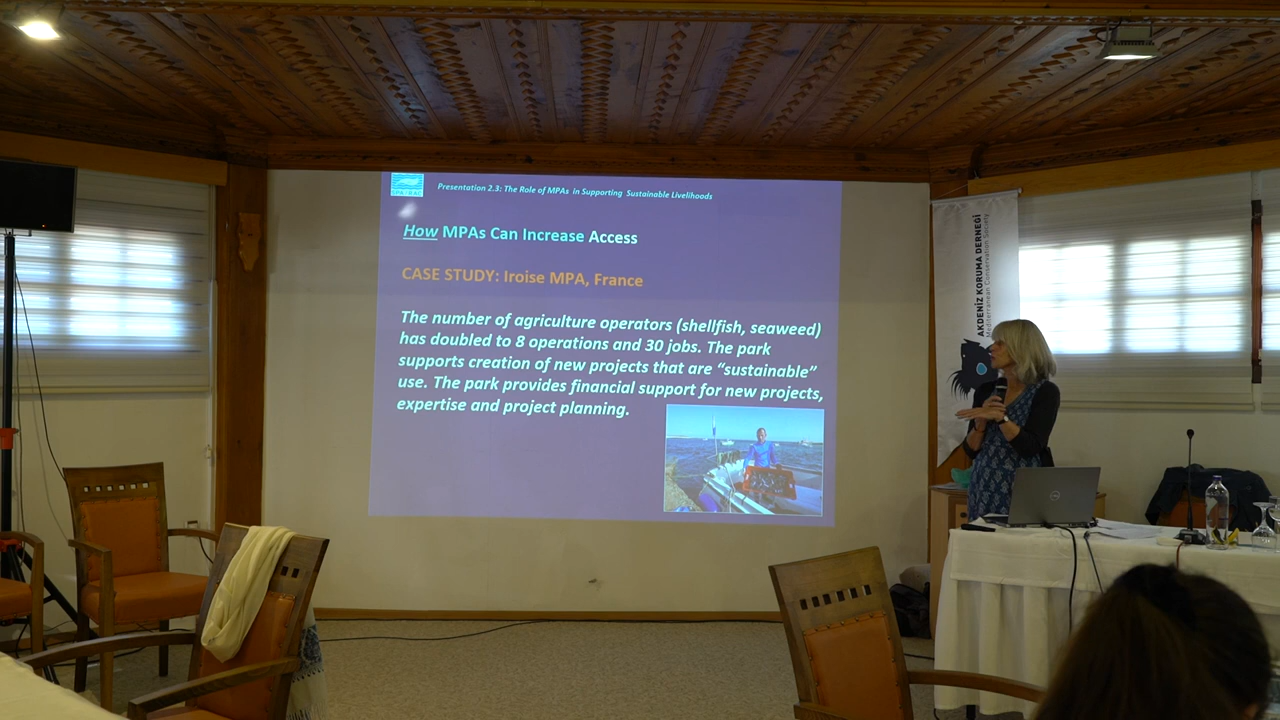 SPA/RAC
Presentation 2.3: The Role of MPAs in Supporting Sustainable Livelihoods
How MPAs Can Increase Access
CASE STUDY: Iroise MPA, France
The number of agriculture operators (shellfish, seaweed)
has doubled to 8 operations and 30 jobs. The park
supports creation of new projects that are “sustainable”
use. The park provides financial support for new projects,
expertise and project planning.
AKDENİZ KORUMA DERNEĞİ
Mediterranean Conservation Society
DELL